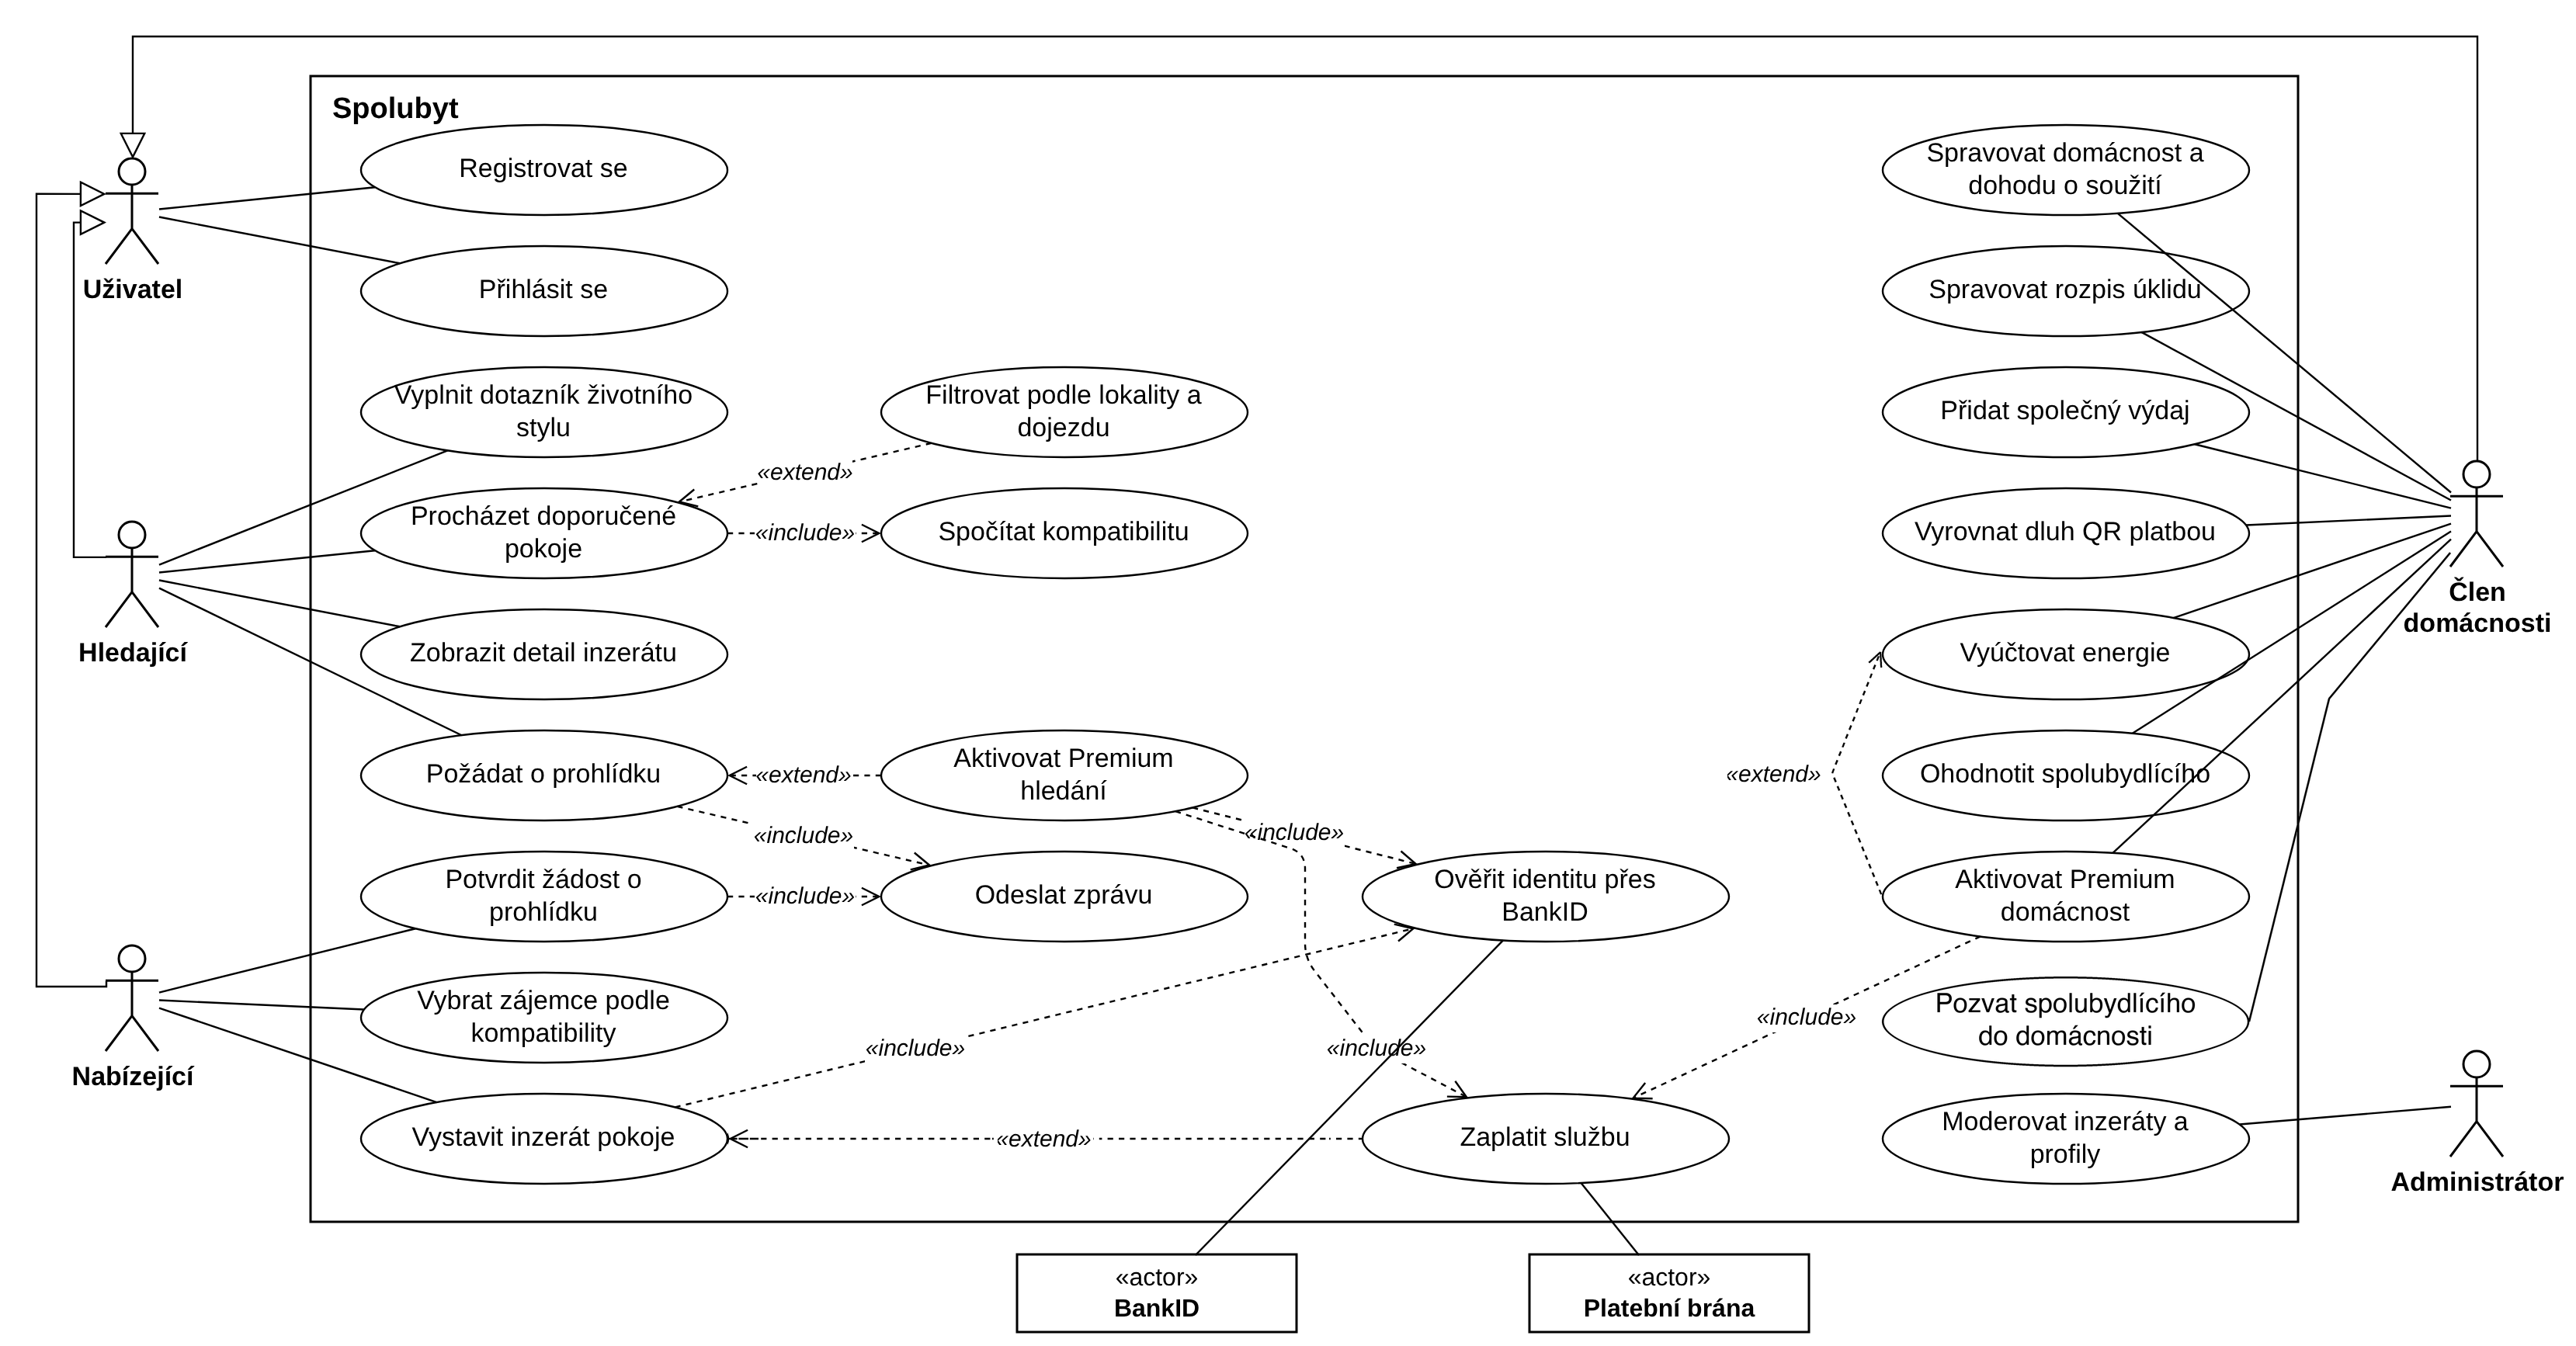 Spolubyt
Registrovat se
Spravovat domácnost a
dohodu o soužití
Uživatel
Přihlásit se
Spravovat rozpis úklidu
Vyplnit dotazník životního
stylu
Filtrovat podle lokality a
dojezdu
Přidat společný výdaj
«extend»
Procházet doporučené
pokoje
«include»
Spočítat kompatibilitu
Vyrovnat dluh QR platbou
Člen
domácnosti
Hledající
Zobrazit detail inzerátu
Vyúčtovat energie
Požádat o prohlídku
«extend»
Aktivovat Premium
hledání
«extend»
Ohodnotit spolubydlícího
«include»
«include»
Potvrdit žádost o
prohlídku
«include»
Odeslat zprávu
Ověřit identitu přes
BankID
Aktivovat Premium
domácnost
Nabízející
Vybrat zájemce podle
kompatibility
«include»
«include»
«include»
Pozvat spolubydlícího
do domácnosti
Vystavit inzerát pokoje
«extend»
Zaplatit službu
Moderovat inzeráty a
profily
Administrátor
«actor»
BankID
«actor»
Platební brána